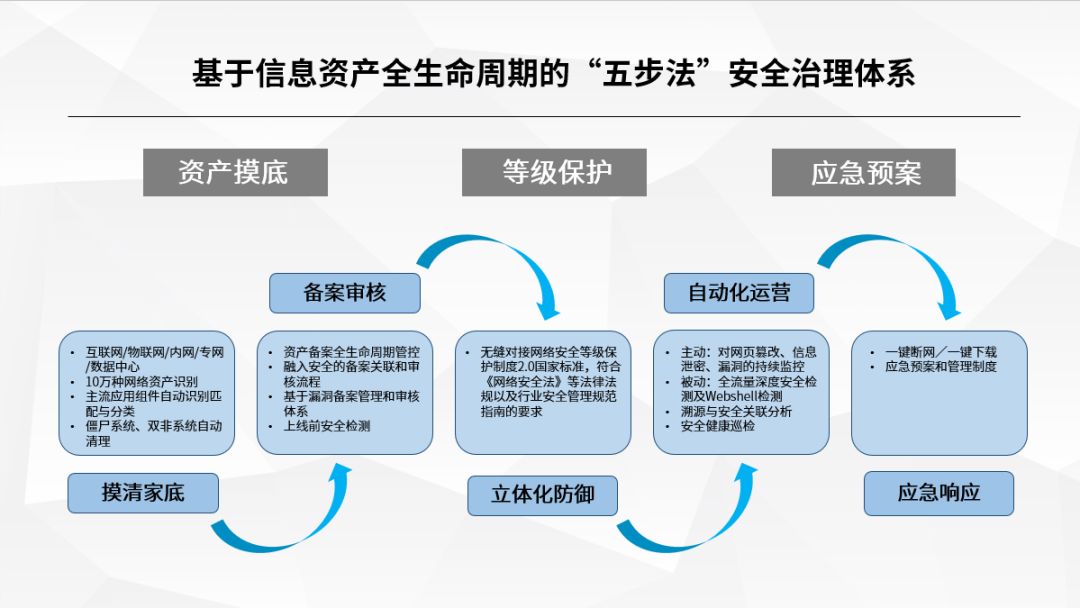 基于信息资产全生命周期的“五步法”安全治理体系
资产摸底
等级保护
应急预案
备案审核
自动化运营
• 互联网/物联网/内网/专网
/数据中心
• 10万种网络资产识别
• 主流应用组件自动识别匹
配与分类
• 僵尸系统、双非系统自动
清理
• 资产备案全生命周期管控
• 融入安全的备案关联和审
核流程
• 基于漏洞备案管理和审核
体系
• 上线前安全检测
• 无缝对接网络安全等级保
护制度2.0国家标准，符合
《网络安全法》等法律法
规以及行业安全管理规范
指南的要求
• 主动：对网页篡改、信息
泄密、漏洞的持续监控
• 被动：全流量深度安全检
测及Webshell检测
• 溯源与安全关联分析
• 安全健康巡检
• 一键断网／一键下载
• 应急预案和管理制度
摸清家底
立体化防御
应急响应